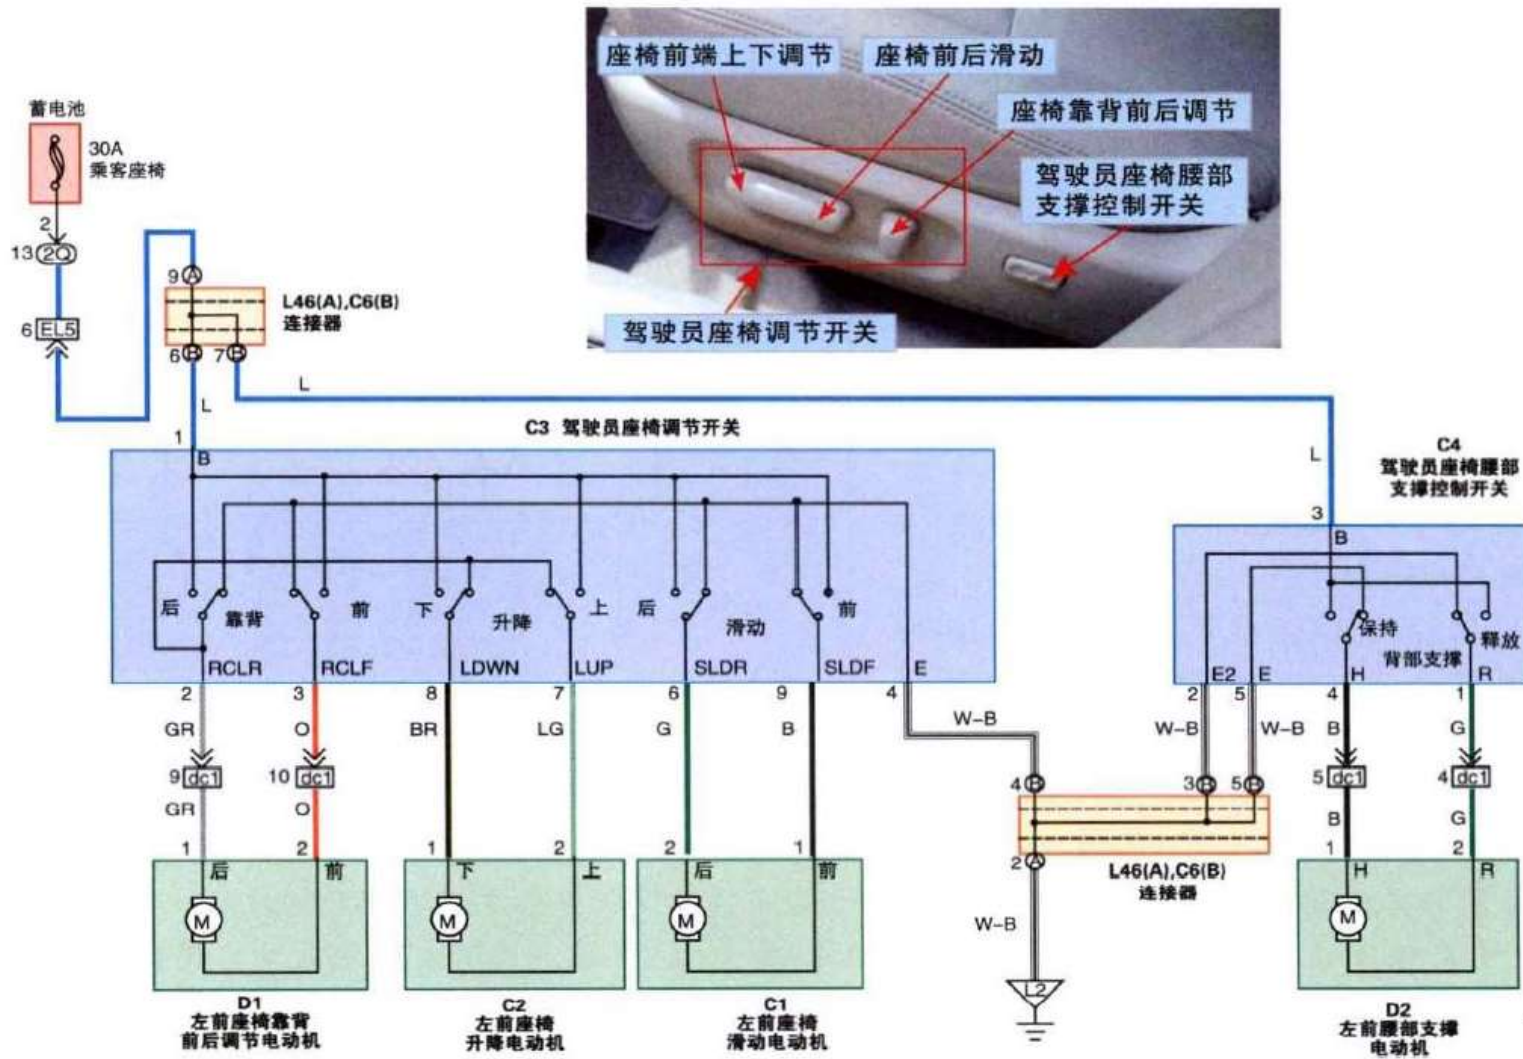 座椅前端上下调节
座椅前后滑动
座椅靠背前后调节
驾驶员座椅腰部
支撑控制开关
驾驶员座椅调节开关
蓄电池
30A
乘客座椅
2
13 2Q
6 EL5
9 A
L46(A),C6(B)
连接器
6 B 7 B
L
L
C3 驾驶员座椅调节开关
1
B
L
C4
驾驶员座椅腰部
支撑控制开关
3
B
后 靠背 前 下 升降 上 后 滑动 前
保持 释放
背部支撑
RCLR RCLF LDWN LUP SLDR SLDF E
E2 E H R
2 3 8 7 6 9 4
2 5 4 1
GR O BR LG G B W-B
W-B W-B B G
9 dc1 10 dc1
4 B 3 B 5 B
5 dc1 4 dc1
GR O
B G
1 2 1 2 2 1
2 A
1 2
后 前 下 上 后 前
H R
L46(A),C6(B)
连接器
M M M M
W-B
L2
D1
左前座椅靠背
前后调节电动机
C2
左前座椅
升降电动机
C1
左前座椅
滑动电动机
D2
左前腰部支撑
电动机